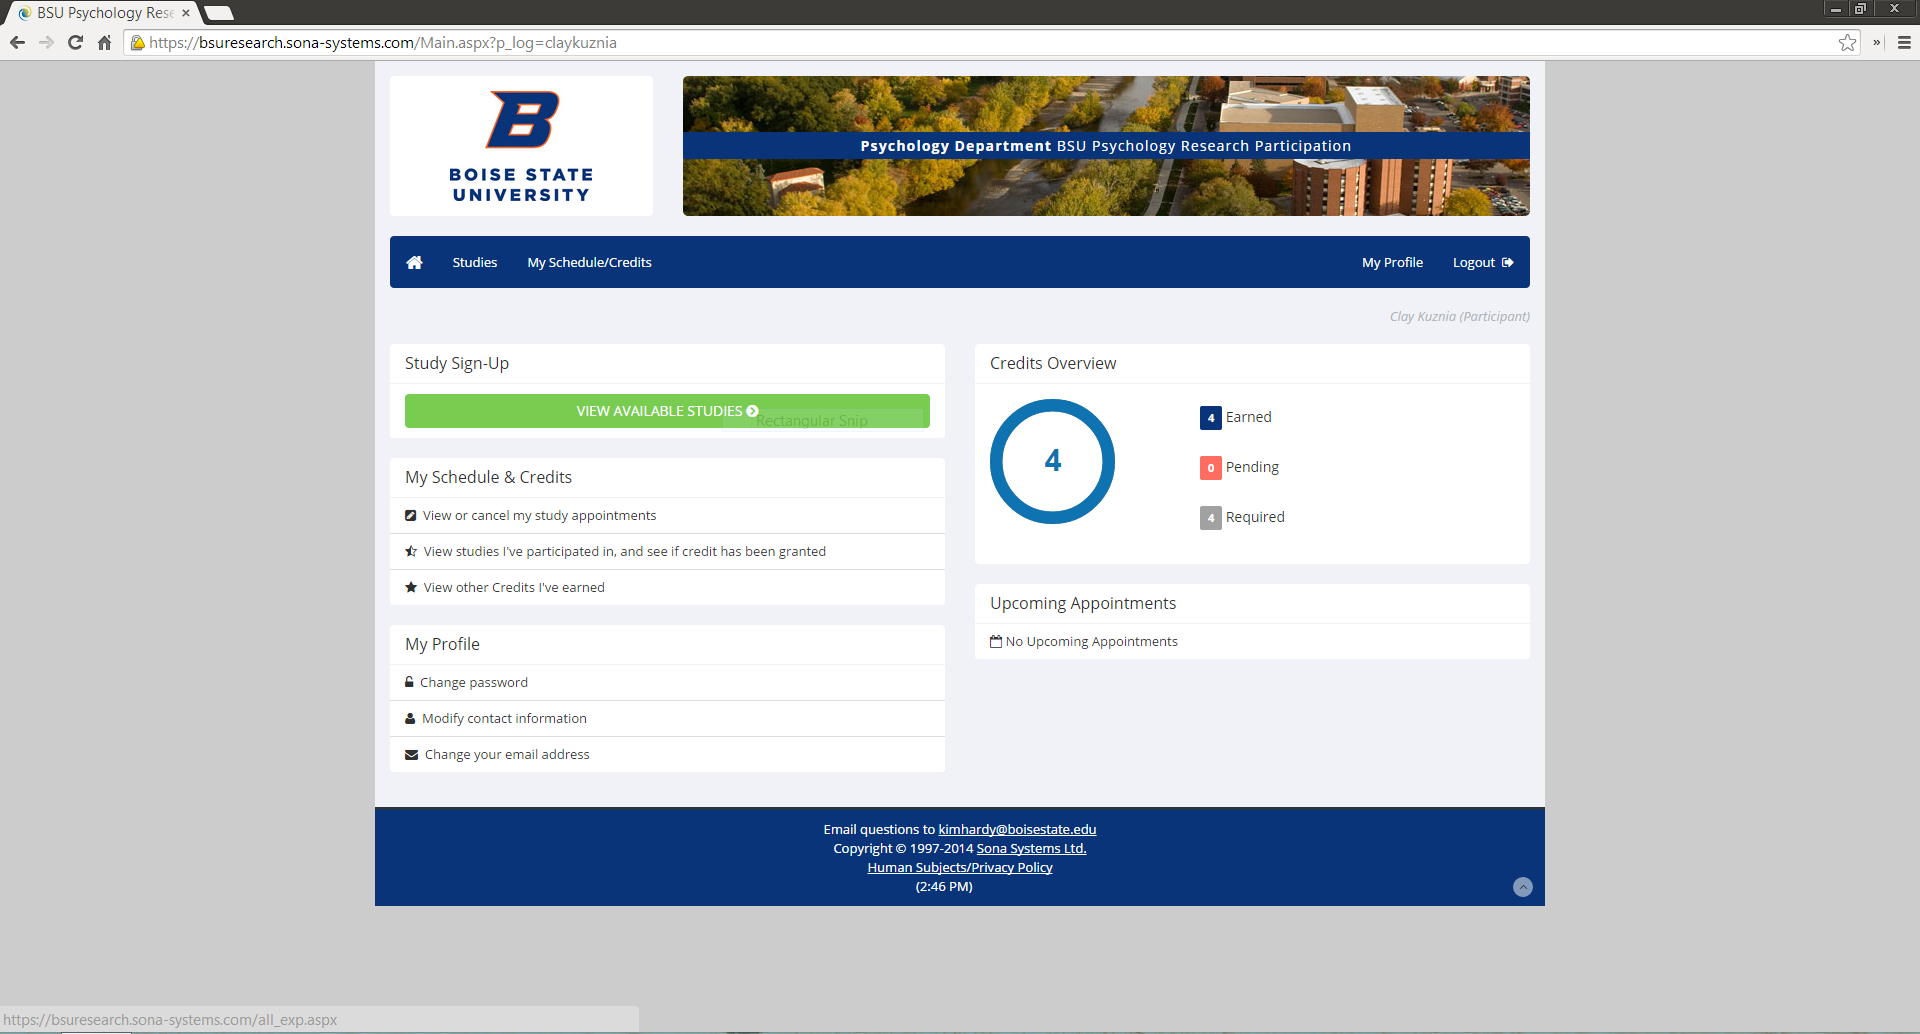 BSU Psychology Rese
https://bsuresearch.sona-systems.com/Main.aspx?p_log=claykuznia
B
BOISE STATE
UNIVERSITY
Psychology Department BSU Psychology Research Participation
Studies
My Schedule/Credits
My Profile
Logout
Clay Kuznia (Participant)
Study Sign-Up
VIEW AVAILABLE STUDIES
Rectangular Snip
My Schedule & Credits
View or cancel my study appointments
View studies I've participated in, and see if credit has been granted
View other Credits I've earned
My Profile
Change password
Modify contact information
Change your email address
Credits Overview
4
4 Earned
0 Pending
4 Required
Upcoming Appointments
No Upcoming Appointments
Email questions to kimhardy@boisestate.edu
Copyright © 1997-2014 Sona Systems Ltd.
Human Subjects/Privacy Policy
(2:46 PM)
https://bsuresearch.sona-systems.com/all_exp.aspx